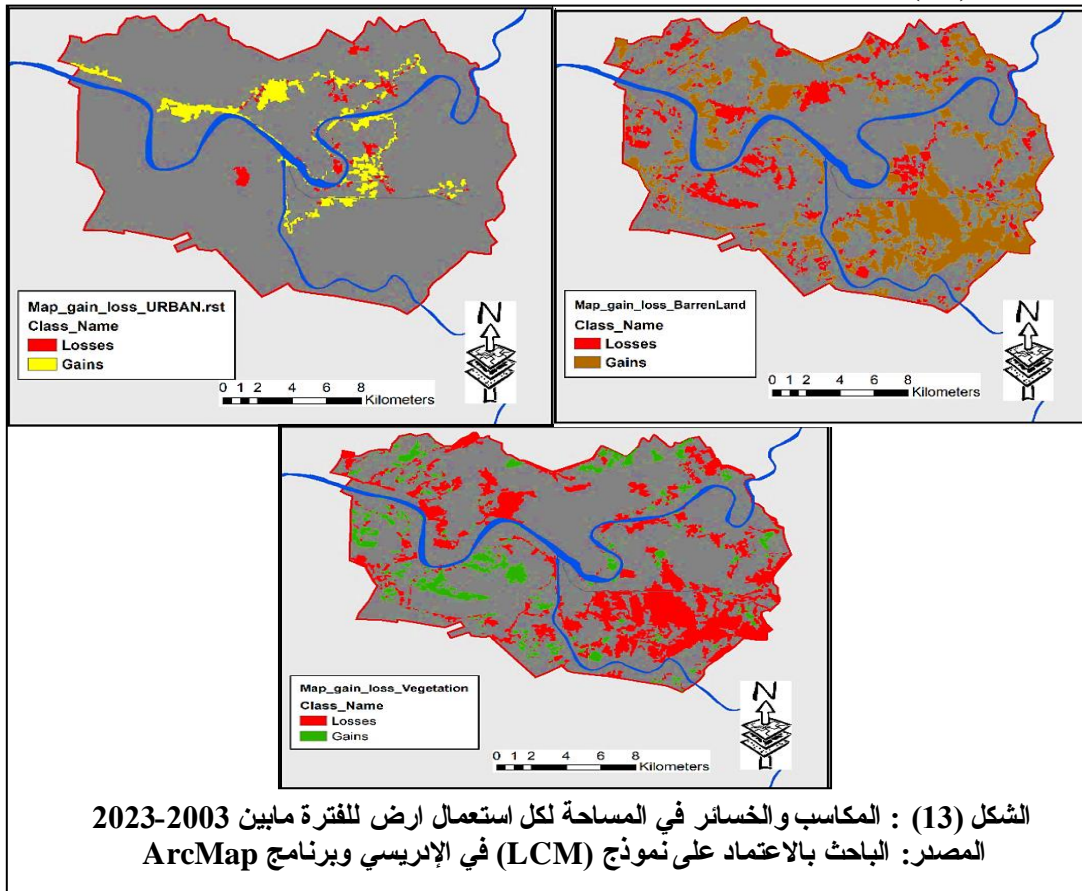 Map_gain_loss_URBAN.rst
Class_Name
Losses
Gains
N
0 1 2 4 6 8
Kilometers
Map_gain_loss_BarrenLand
Class_Name
Losses
Gains
N
0 1 2 4 6 8
Kilometers
Map_gain_loss_Vegetation
Class_Name
Losses
Gains
N
0 1 2 4 6 8
Kilometers
الشكل (13) : المكاسب والخسائر في المساحة لكل استعمال ارض للفترة مابين 2003-2023
المصدر: الباحث بالاعتماد على نموذج (LCM) في الإدريسي وبرنامج ArcMap